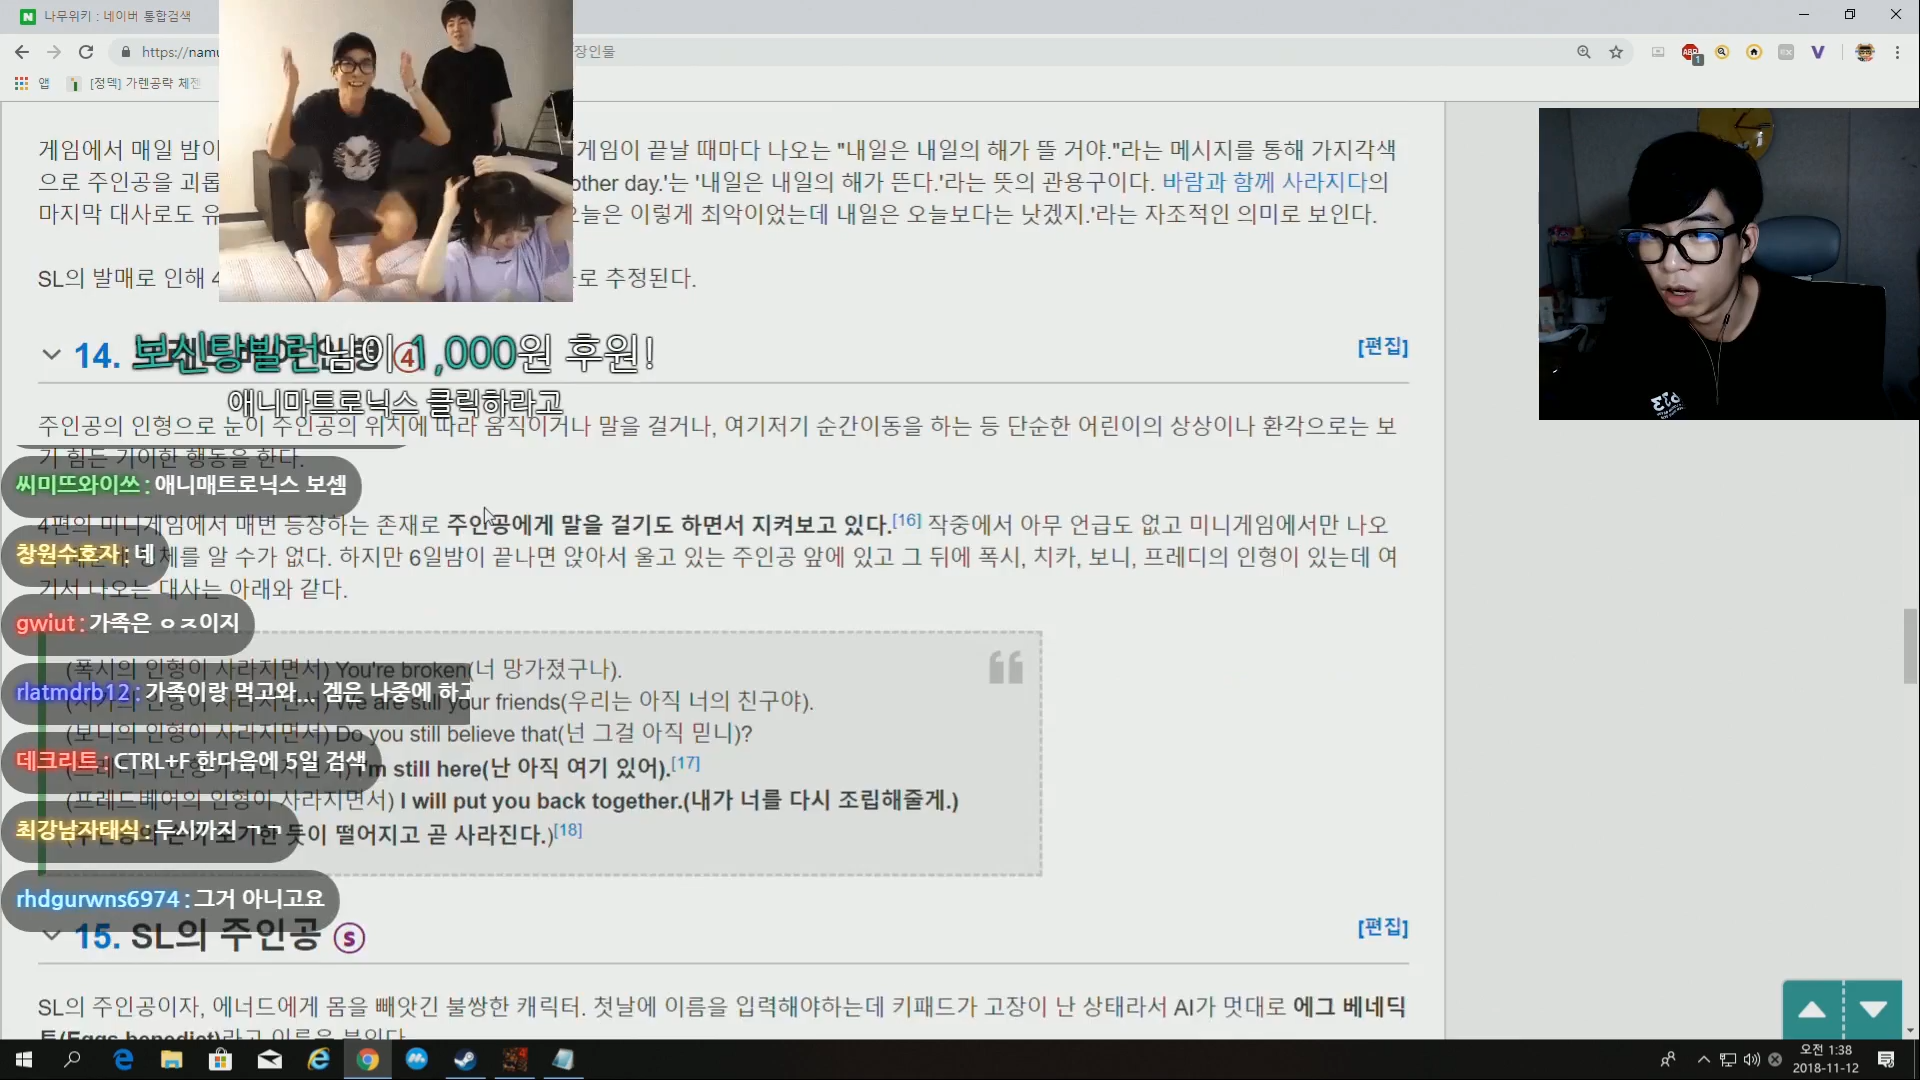 나무위키 : 네이버 통합검색
https://namu
장인물
앱
[정덱] 가렌공략 체젠
게임에서 매일 밤이
게임이 끝날 때마다 나오는 "내일은 내일의 해가 뜰 거야."라는 메시지를 통해 가지각색
으로 주인공을 괴롭
other day.'는 '내일은 내일의 해가 뜬다.'라는 뜻의 관용구이다. 바람과 함께 사라지다의
마지막 대사로도 유
오늘은 이렇게 최악이었는데 내일은 오늘보다는 낫겠지.'라는 자조적인 의미로 보인다.
SL의 발매로 인해 4
로 추정된다.
14.
④
[편집]
보신탕빌런님이 1,000원 후원!
애니마트로닉스 클릭하라고
주인공의 인형으로 눈이 주인공의 위치에 따라 움직이거나 말을 걸거나, 여기저기 순간이동을 하는 등 단순한 어린이의 상상이나 환각으로는 보
기 힘든 기이한 행동을 한다.
씨미뜨와이쓰 : 애니매트로닉스 보셈
4편의 미니게임에서 매번 등장하는 존재로 주인공에게 말을 걸기도 하면서 지켜보고 있다.[16] 작중에서 아무 언급도 없고 미니게임에서만 나오
창원수호자 : 네
체를 알 수가 없다. 하지만 6일밤이 끝나면 앉아서 울고 있는 주인공 앞에 있고 그 뒤에 폭시, 치카, 보니, 프레디의 인형이 있는데 여
기서 나오는 대사는 아래와 같다.
gwiut : 가족은 ㅇㅈ이지
(폭시의 인형이 사라지면서) You're broken(너 망가졌구나).
rlatmdrb12 : 가족이랑 먹고와... 겜은 나중에 하고
We are still your friends(우리는 아직 너의 친구야).
(보니의 인형이 사라지면서) Do you still believe that(넌 그걸 아직 믿니)?
데크리트 : CTRL+F 한다음에 5일 검색
I'm still here(난 아직 여기 있어).[17]
(프레드베어의 인형이 사라지면서) I will put you back together.(내가 너를 다시 조립해줄게.)
최강남자태식 : 두시까지 ㄱㄱ
듯이 떨어지고 곧 사라진다.)[18]
rhdgurwns6974 : 그거 아니고요
15. SL의 주인공 Ⓢ
[편집]
SL의 주인공이자, 에너드에게 몸을 빼앗긴 불쌍한 캐릭터. 첫날에 이름을 입력해야하는데 키패드가 고장이 난 상태라서 AI가 멋대로 에그 베네딕
트(Eggs benedict)라고 이름을 붙인다.
오전 1:38
2018-11-12